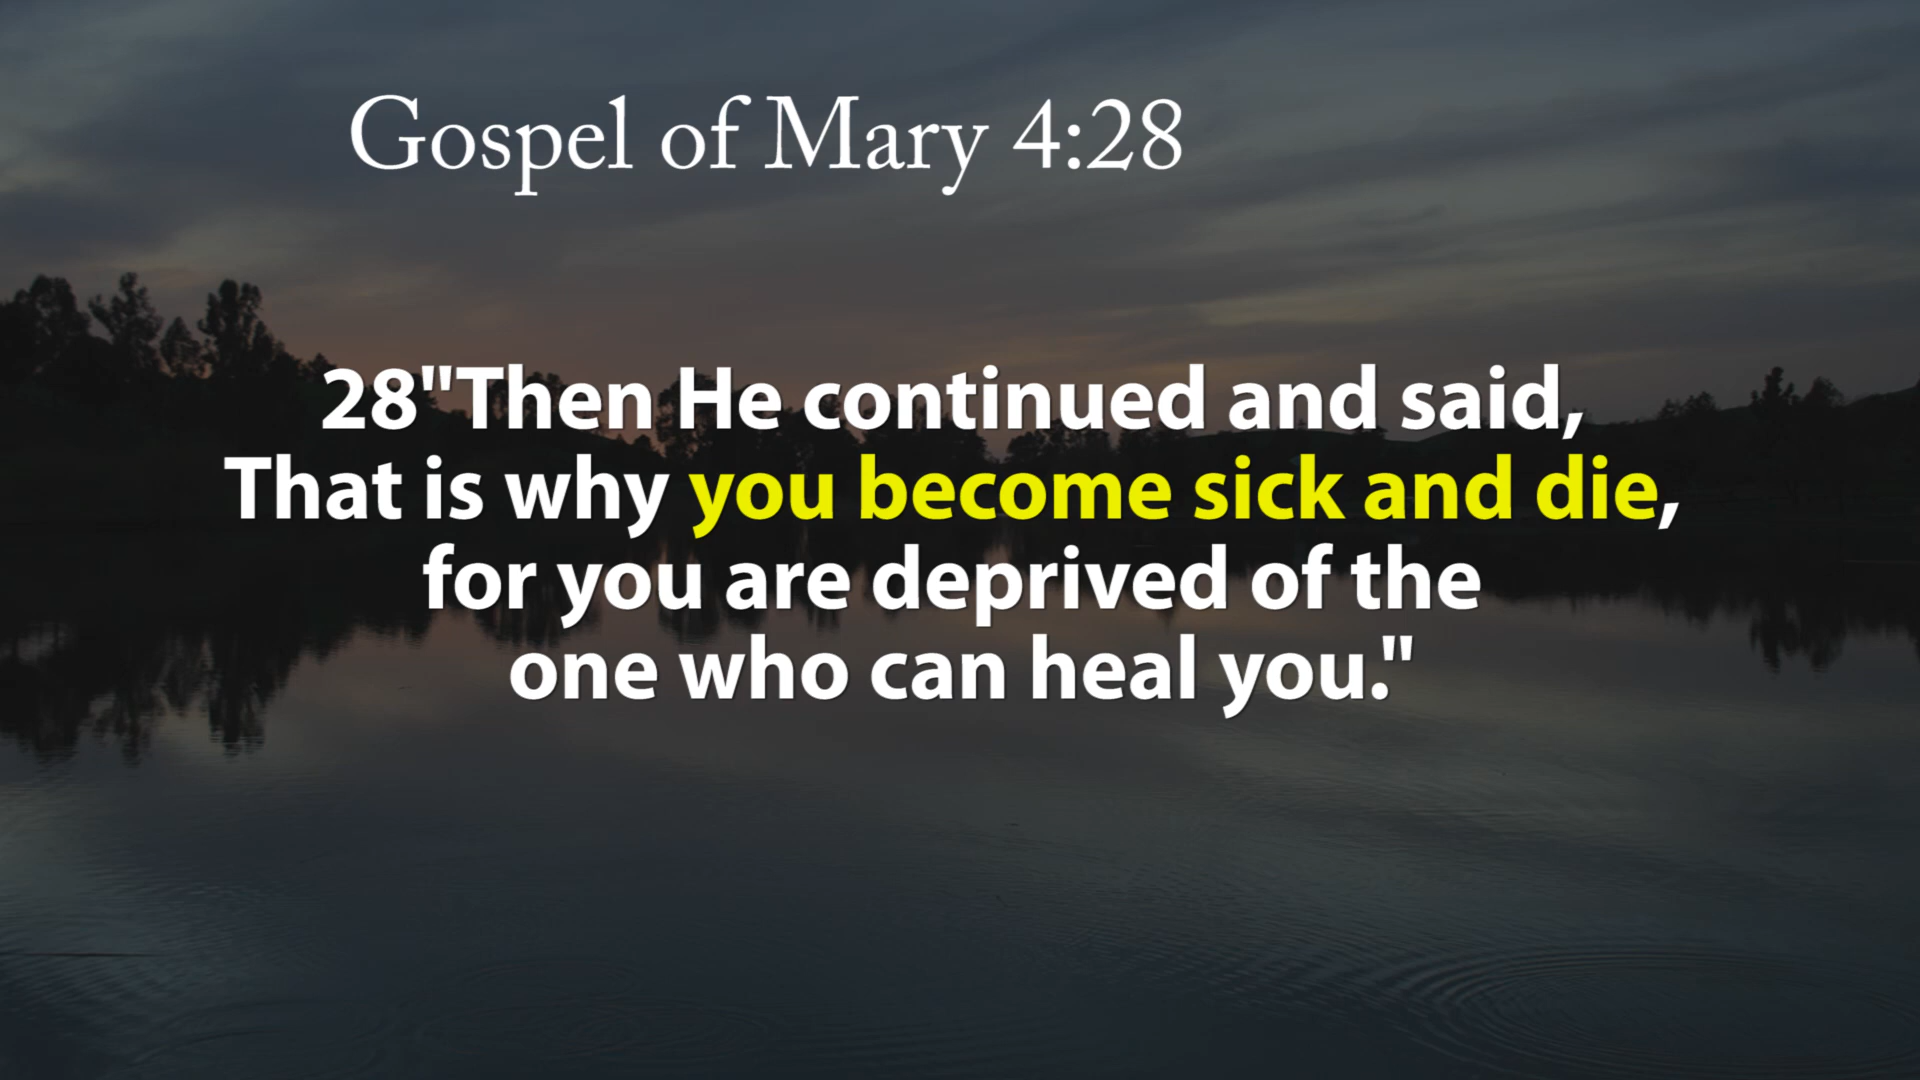 Gospel of Mary 4:28
28"Then He continued and said,
That is why you become sick and die,
for you are deprived of the
one who can heal you."